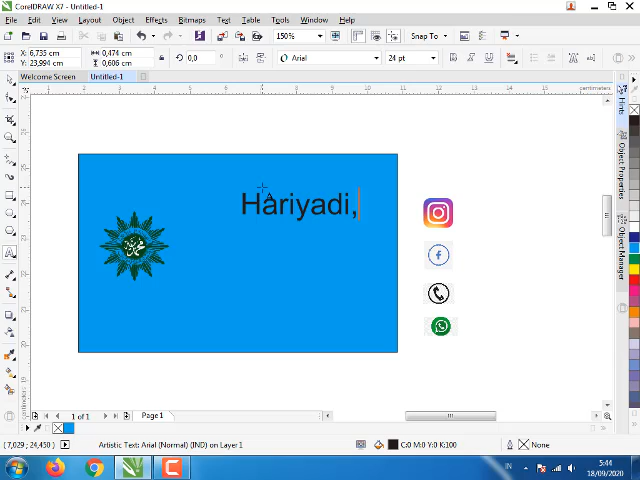 CorelDRAW X7 - Untitled-1
File Edit View Layout Object Effects Bitmaps Text Table Tools Window Help
150% Snap To
X: 6,735 cm 0,474 cm 0,0 Arial 24 pt
Y: 23,994 cm 0,606 cm
Welcome Screen Untitled-1
centimeters
Hariyadi,
Hints
Object Properties
Object Manager
1 of 1 Page 1
( 7,029 ; 24,450 ) Artistic Text: Arial (Normal) (IND) on Layer 1 C:0 M:0 Y:0 K:100 None
IN 5:44
18/09/2020